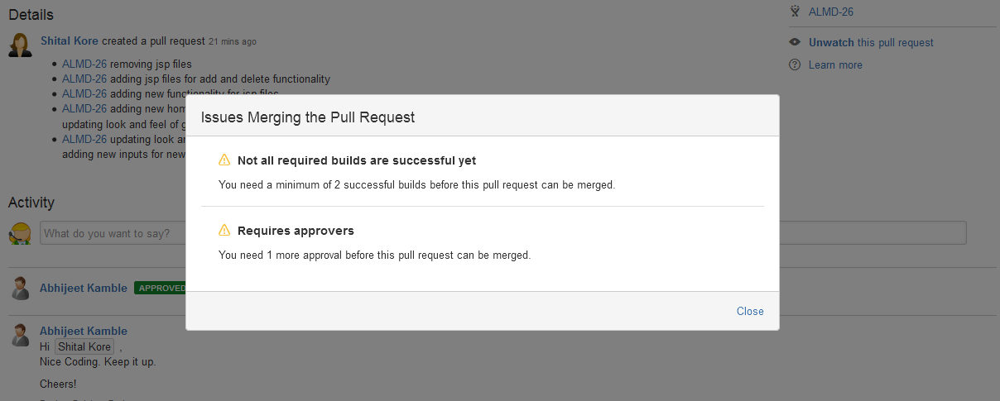 Details
Shital Kore created a pull request 21 mins ago
ALMD-26 removing jsp files
ALMD-26 adding jsp files for add and delete functionality
ALMD-26 adding new functionality for jsp files
ALMD-26 adding new hom
updating look and feel of g
ALMD-26 updating look an
adding new inputs for new
ALMD-26
Unwatch this pull request
Learn more
Issues Merging the Pull Request
Not all required builds are successful yet
You need a minimum of 2 successful builds before this pull request can be merged.
Requires approvers
You need 1 more approval before this pull request can be merged.
Close
Activity
What do you want to say?
Abhijeet Kamble APPROVED
Abhijeet Kamble
Hi Shital Kore ,
Nice Coding. Keep it up.
Cheers!